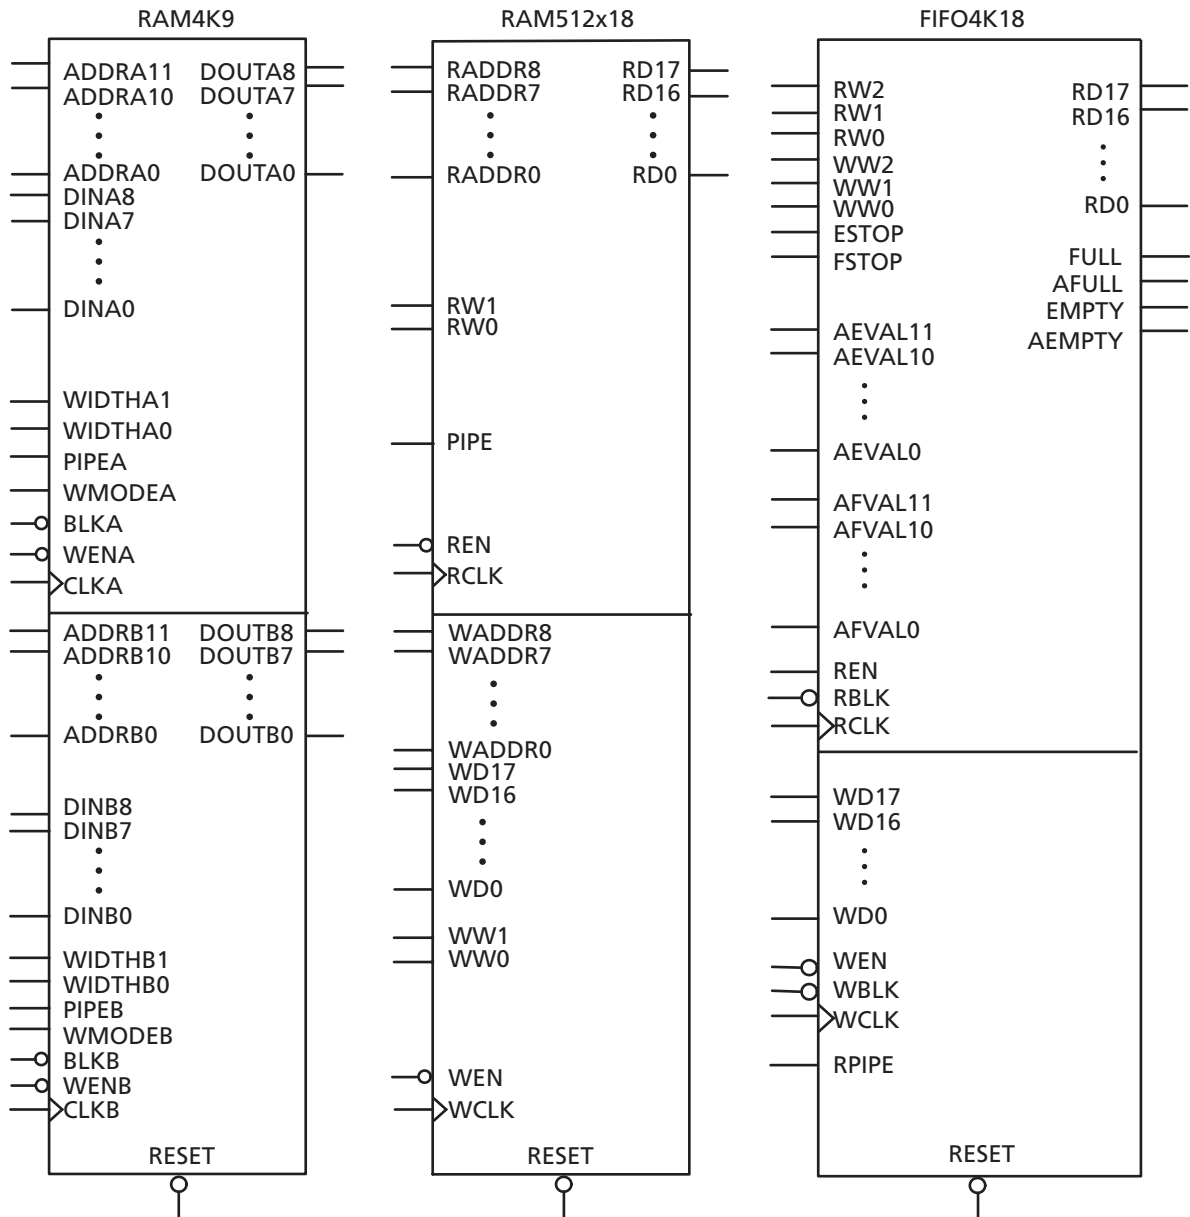 RAM4K9
ADDRA11 DOUTA8
ADDRA10 DOUTA7
ADDRA0 DOUTA0
DINA8
DINA7
DINA0
WIDTHA1
WIDTHA0
PIPEA
WMODEA
BLKA
WENA
CLKA
ADDRB11 DOUTB8
ADDRB10 DOUTB7
ADDRB0 DOUTB0
DINB8
DINB7
DINB0
WIDTHB1
WIDTHB0
PIPEB
WMODEB
BLKB
WENB
CLKB
RESET
RAM512x18
RADDR8 RD17
RADDR7 RD16
RADDR0 RD0
RW1
RW0
PIPE
REN
RCLK
WADDR8
WADDR7
WADDR0
WD17
WD16
WD0
WW1
WW0
WEN
WCLK
RESET
FIFO4K18
RW2 RD17
RW1 RD16
RW0
WW2
WW1
WW0 RD0
ESTOP
FSTOP FULL
AFULL
EMPTY
AEVAL11 AEMPTY
AEVAL10
AEVAL0
AFVAL11
AFVAL10
AFVAL0
REN
RBLK
RCLK
WD17
WD16
WD0
WEN
WBLK
WCLK
RPIPE
RESET